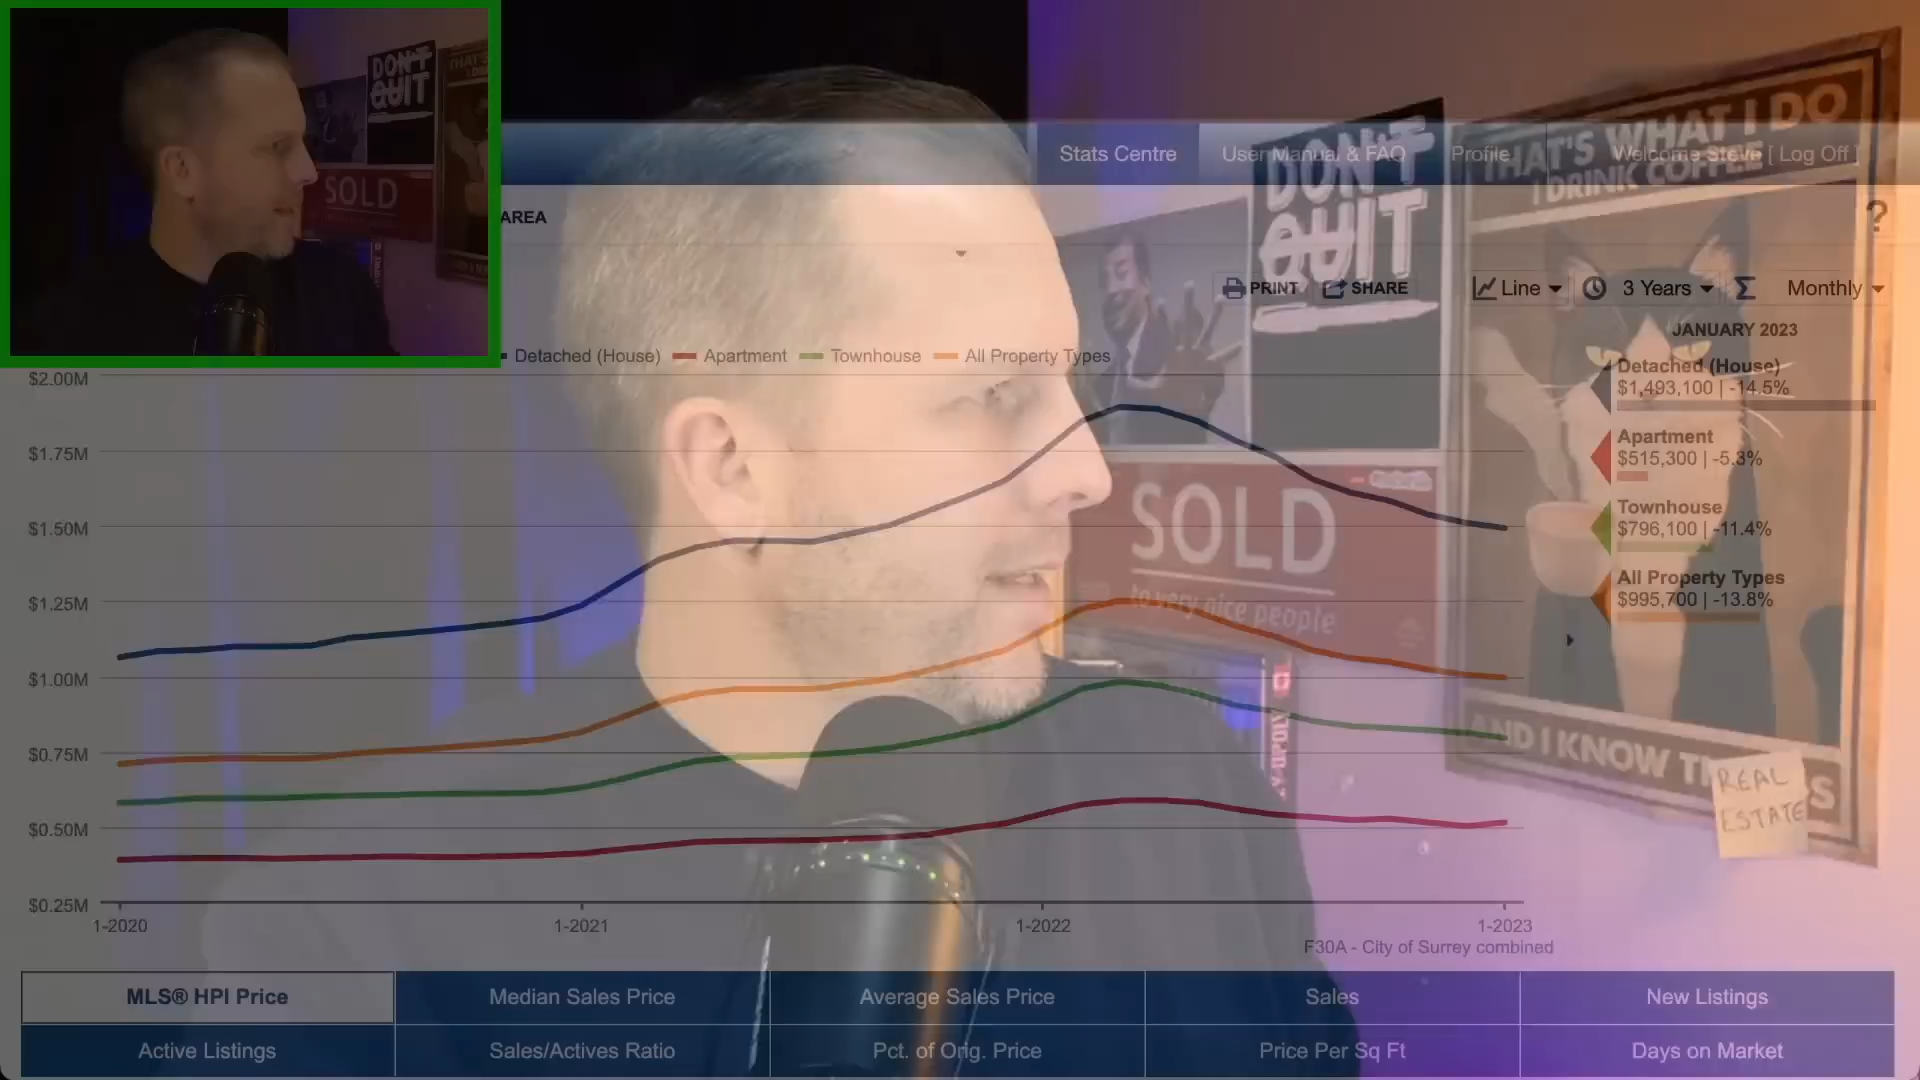 DON'T
QUIT
THAT'S
SOLD
Stats Centre
User Manual & FAQ
Profile
Welcome Steve [ Log Off ]
AREA
DON'T
QUIT
THAT'S WHAT I DO
I DRINK COFFEE
?
PRINT
SHARE
Line
3 Years
Σ
Monthly
JANUARY 2023
Detached (House)
Apartment
Townhouse
All Property Types
Detached (House)
$1,493,100 | -14.5%
Apartment
$515,300 | -5.3%
Townhouse
$796,100 | -11.4%
All Property Types
$995,700 | -13.8%
$2.00M
$1.75M
$1.50M
$1.25M
$1.00M
$0.75M
$0.50M
$0.25M
SOLD
to very nice people
AND I KNOW TH S
REAL
ESTATE
1-2020
1-2021
1-2022
1-2023
F30A - City of Surrey combined
MLS® HPI Price
Median Sales Price
Average Sales Price
Sales
New Listings
Active Listings
Sales/Actives Ratio
Pct. of Orig. Price
Price Per Sq Ft
Days on Market